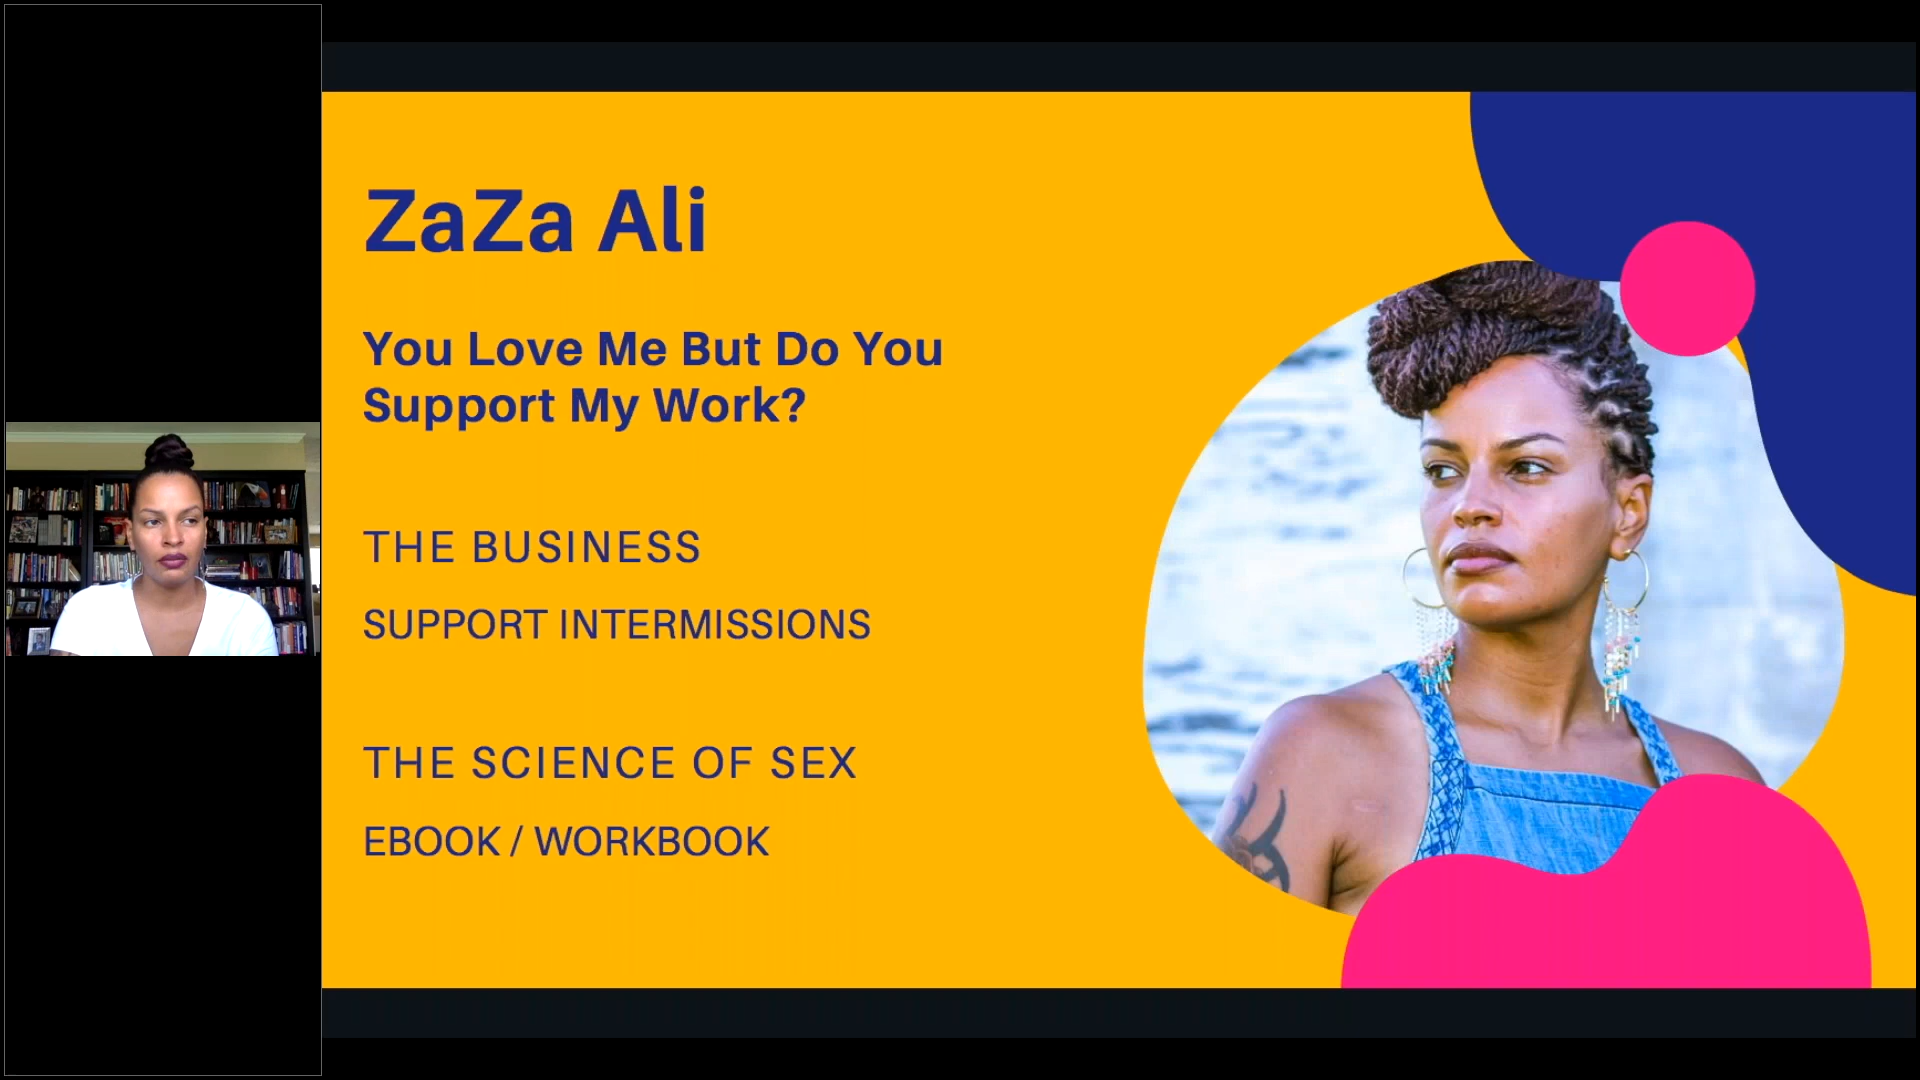 ZaZa Ali
You Love Me But Do You
Support My Work?
THE BUSINESS
SUPPORT INTERMISSIONS
THE SCIENCE OF SEX
EBOOK / WORKBOOK